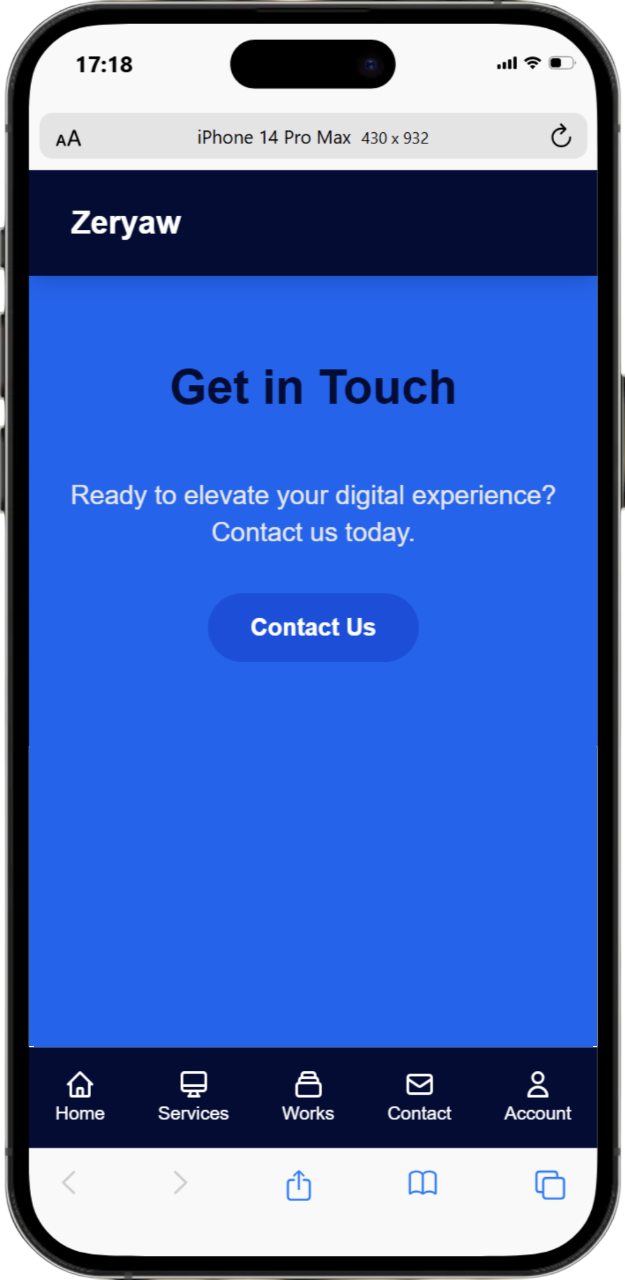 17:18
AA
iPhone 14 Pro Max 430 x 932
Zeryaw
Get in Touch
Ready to elevate your digital experience?
Contact us today.
Contact Us
Home Services Works Contact Account